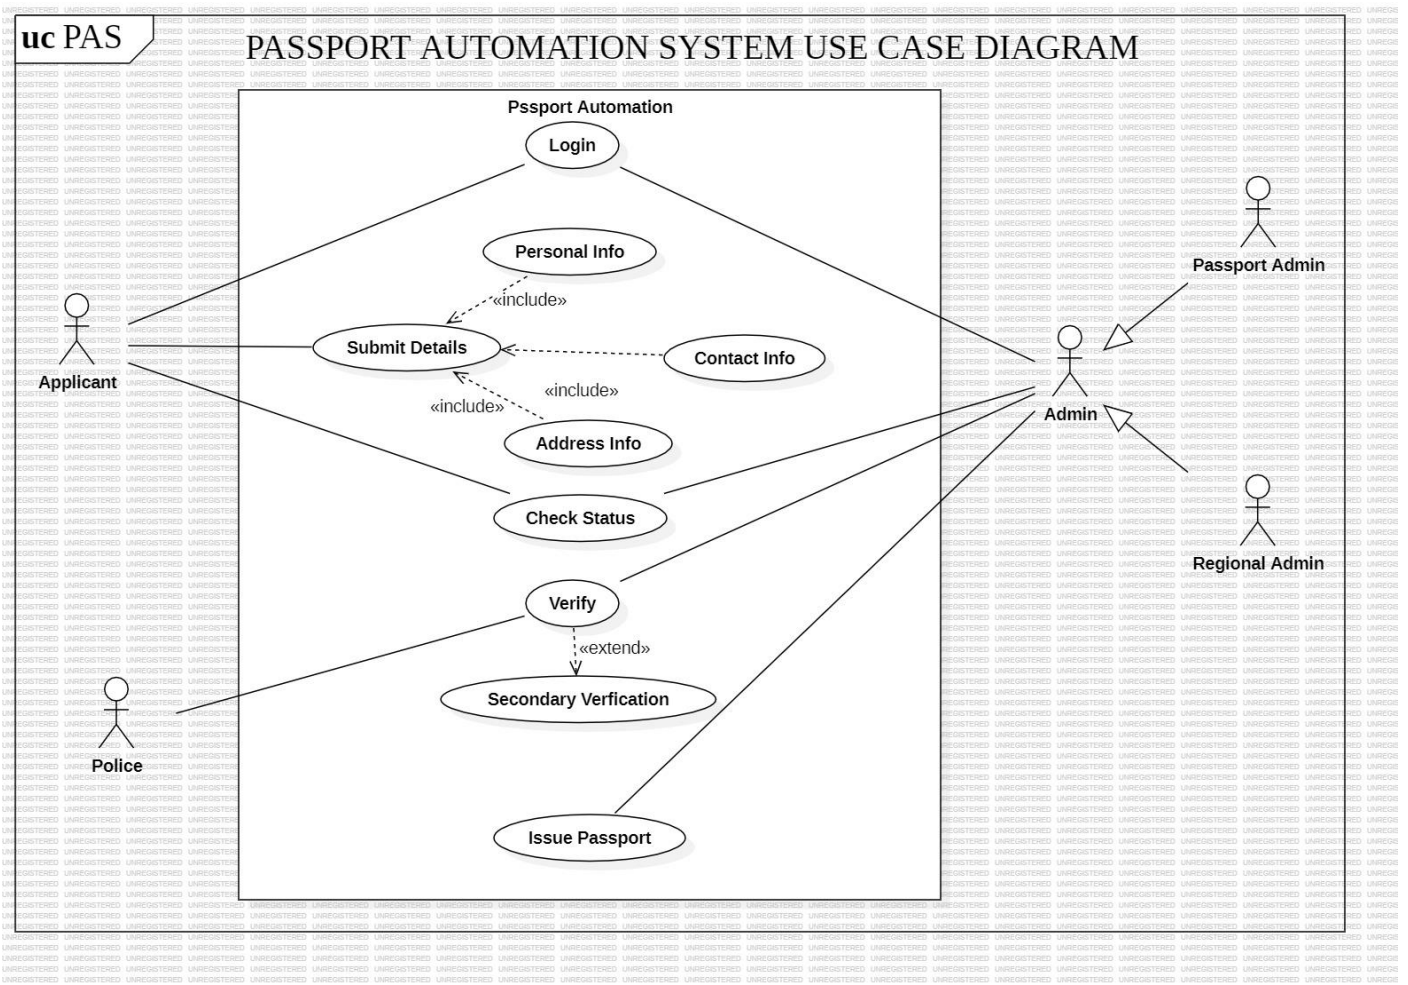 uc PAS
PASSPORT AUTOMATION SYSTEM USE CASE DIAGRAM
Pssport Automation
Login
Personal Info
«include»
Submit Details
Contact Info
«include»
«include»
Address Info
Check Status
Verify
«extend»
Secondary Verfication
Issue Passport
Applicant
Police
Admin
Passport Admin
Regional Admin
UNREGISTERED